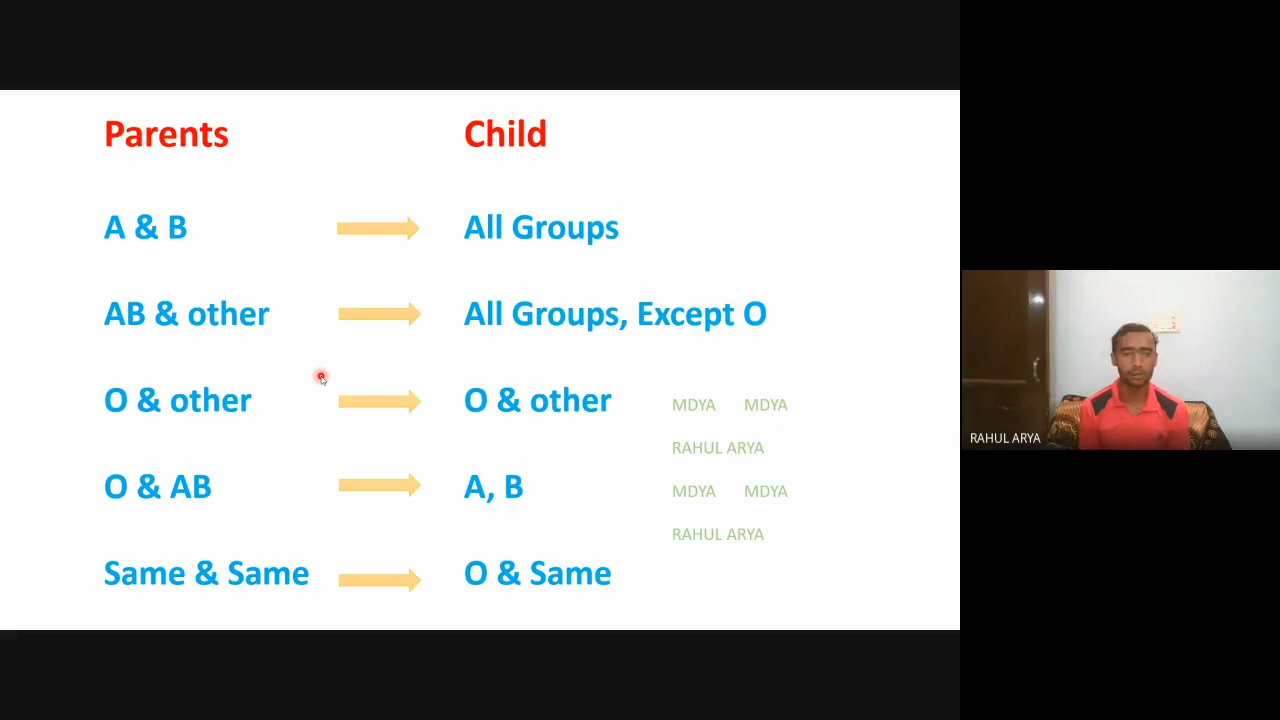 Parents Child
A & B All Groups
AB & other All Groups, Except O
O & other O & other
MDYA MDYA
RAHUL ARYA
O & AB A, B
MDYA MDYA
RAHUL ARYA
Same & Same O & Same
RAHUL ARYA